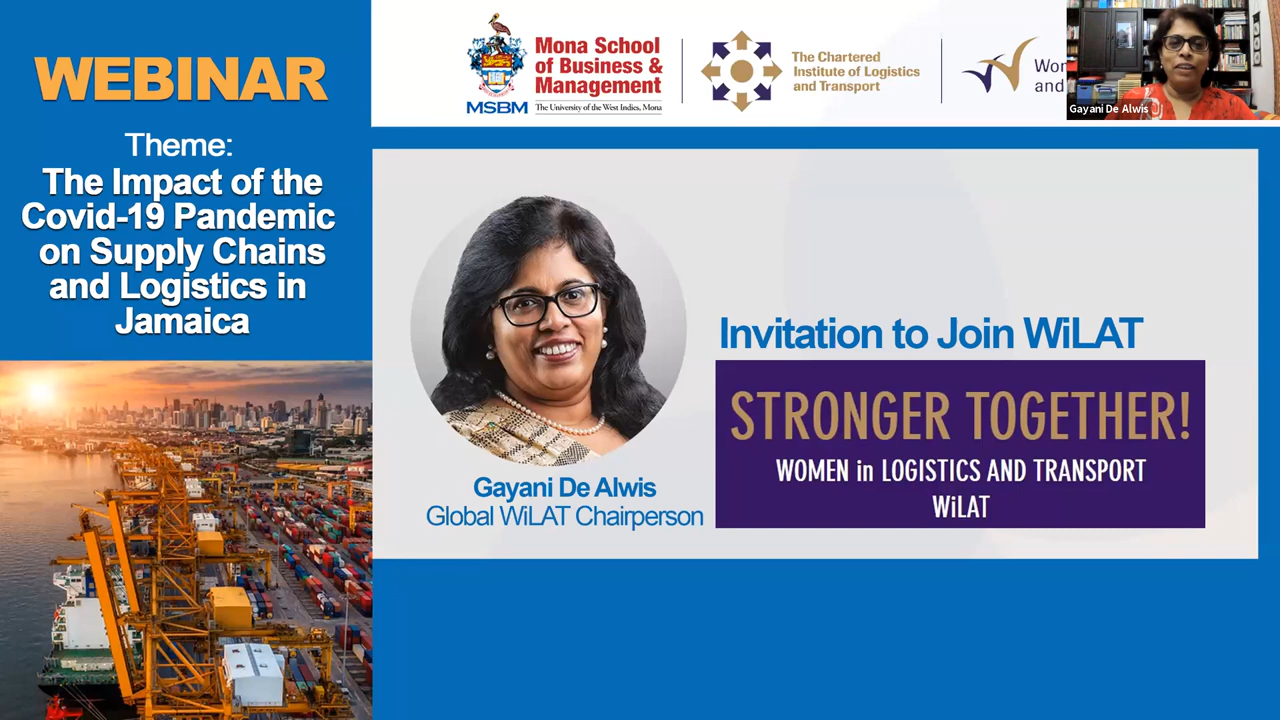 WEBINAR
Theme:
The Impact of the
Covid-19 Pandemic
on Supply Chains
and Logistics in
Jamaica
MSBM
Mona School
of Business &
Management
The University of the West Indies, Mona
The Chartered
Institute of Logistics
and Transport
and
Gayani De Alwis
Invitation to Join WiLAT
STRONGER TOGETHER!
WOMEN in LOGISTICS AND TRANSPORT
WiLAT
Gayani De Alwis
Global WiLAT Chairperson